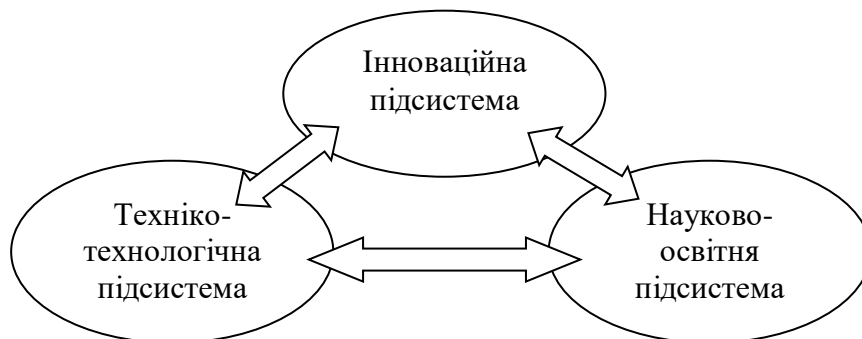 Інноваційна
підсистема
Техніко-
технологічна
підсистема
Науково-
освітня
підсистема